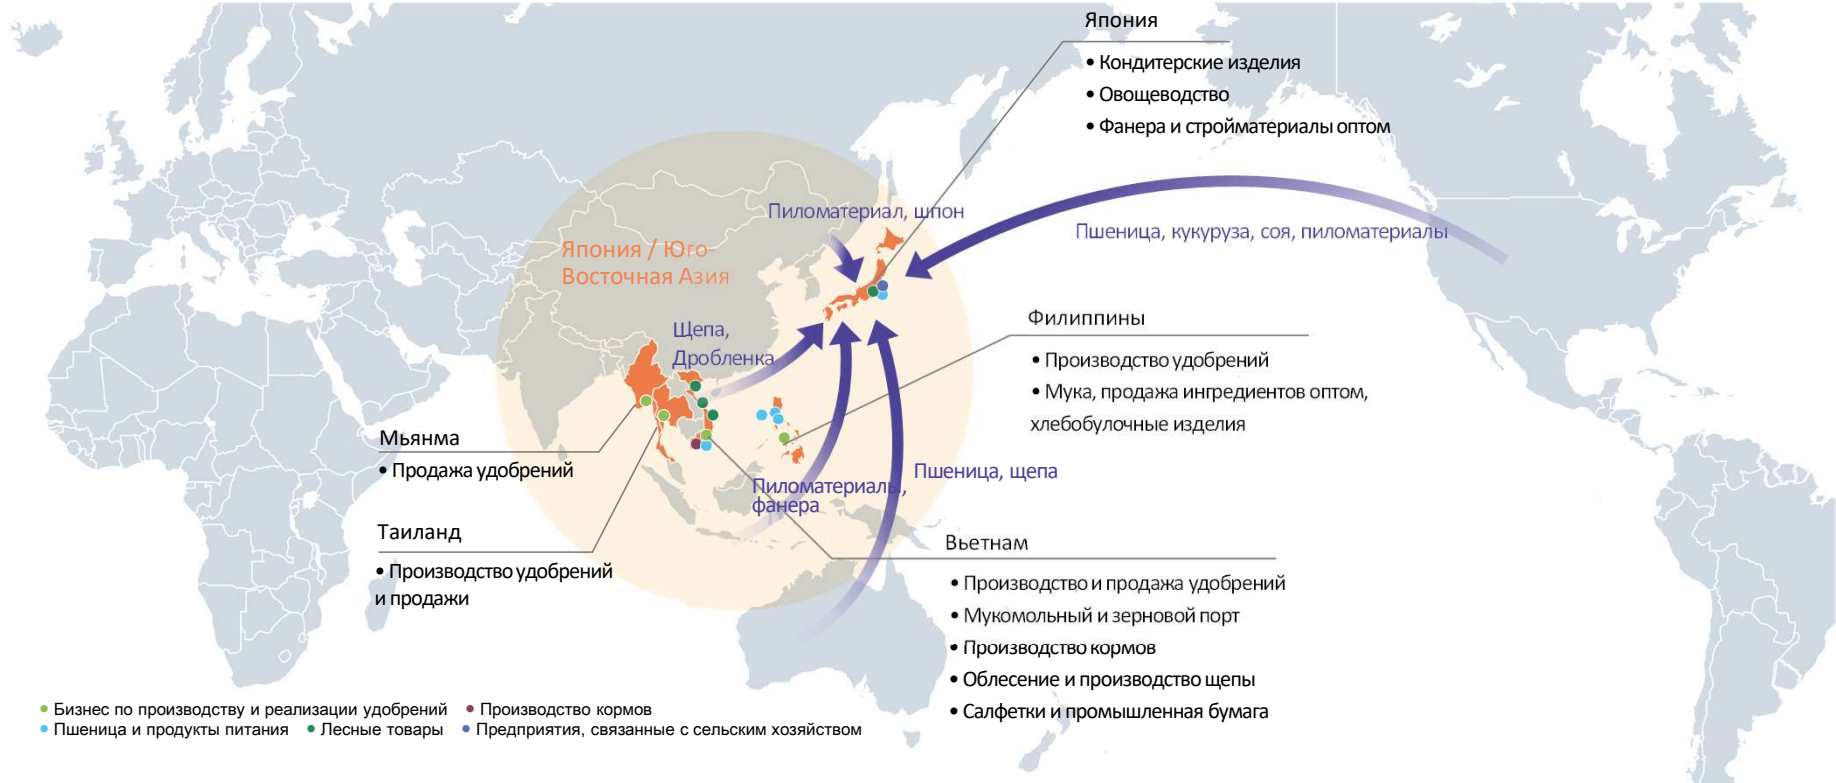 Япония
• Кондитерские изделия
• Овощеводство
• Фанера и стройматериалы оптом
Пиломатериал, шпон
Пшеница, кукуруза, соя, пиломатериалы
Япония / Юго-
Восточная Азия
Щепа,
Дробленка
Филиппины
• Производство удобрений
• Мука, продажа ингредиентов оптом,
хлебобулочные изделия
Мьянма
• Продажа удобрений
Пшеница, щепа
Пиломатериалы,
фанера
Таиланд
• Производство удобрений
и продажи
Вьетнам
• Производство и продажа удобрений
• Мукомольный и зерновой порт
• Производство кормов
• Облесение и производство щепы
• Салфетки и промышленная бумага
• Бизнес по производству и реализации удобрений • Производство кормов
• Пшеница и продукты питания • Лесные товары • Предприятия, связанные с сельским хозяйством